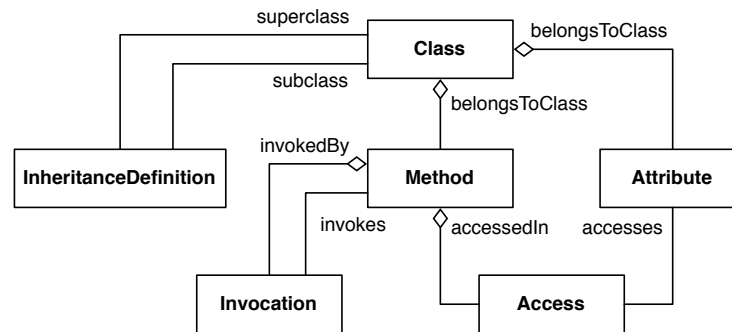 superclass
belongsToClass
Class
subclass
belongsToClass
invokedBy
InheritanceDefinition
Method
Attribute
invokes
accessedIn
accesses
Invocation
Access